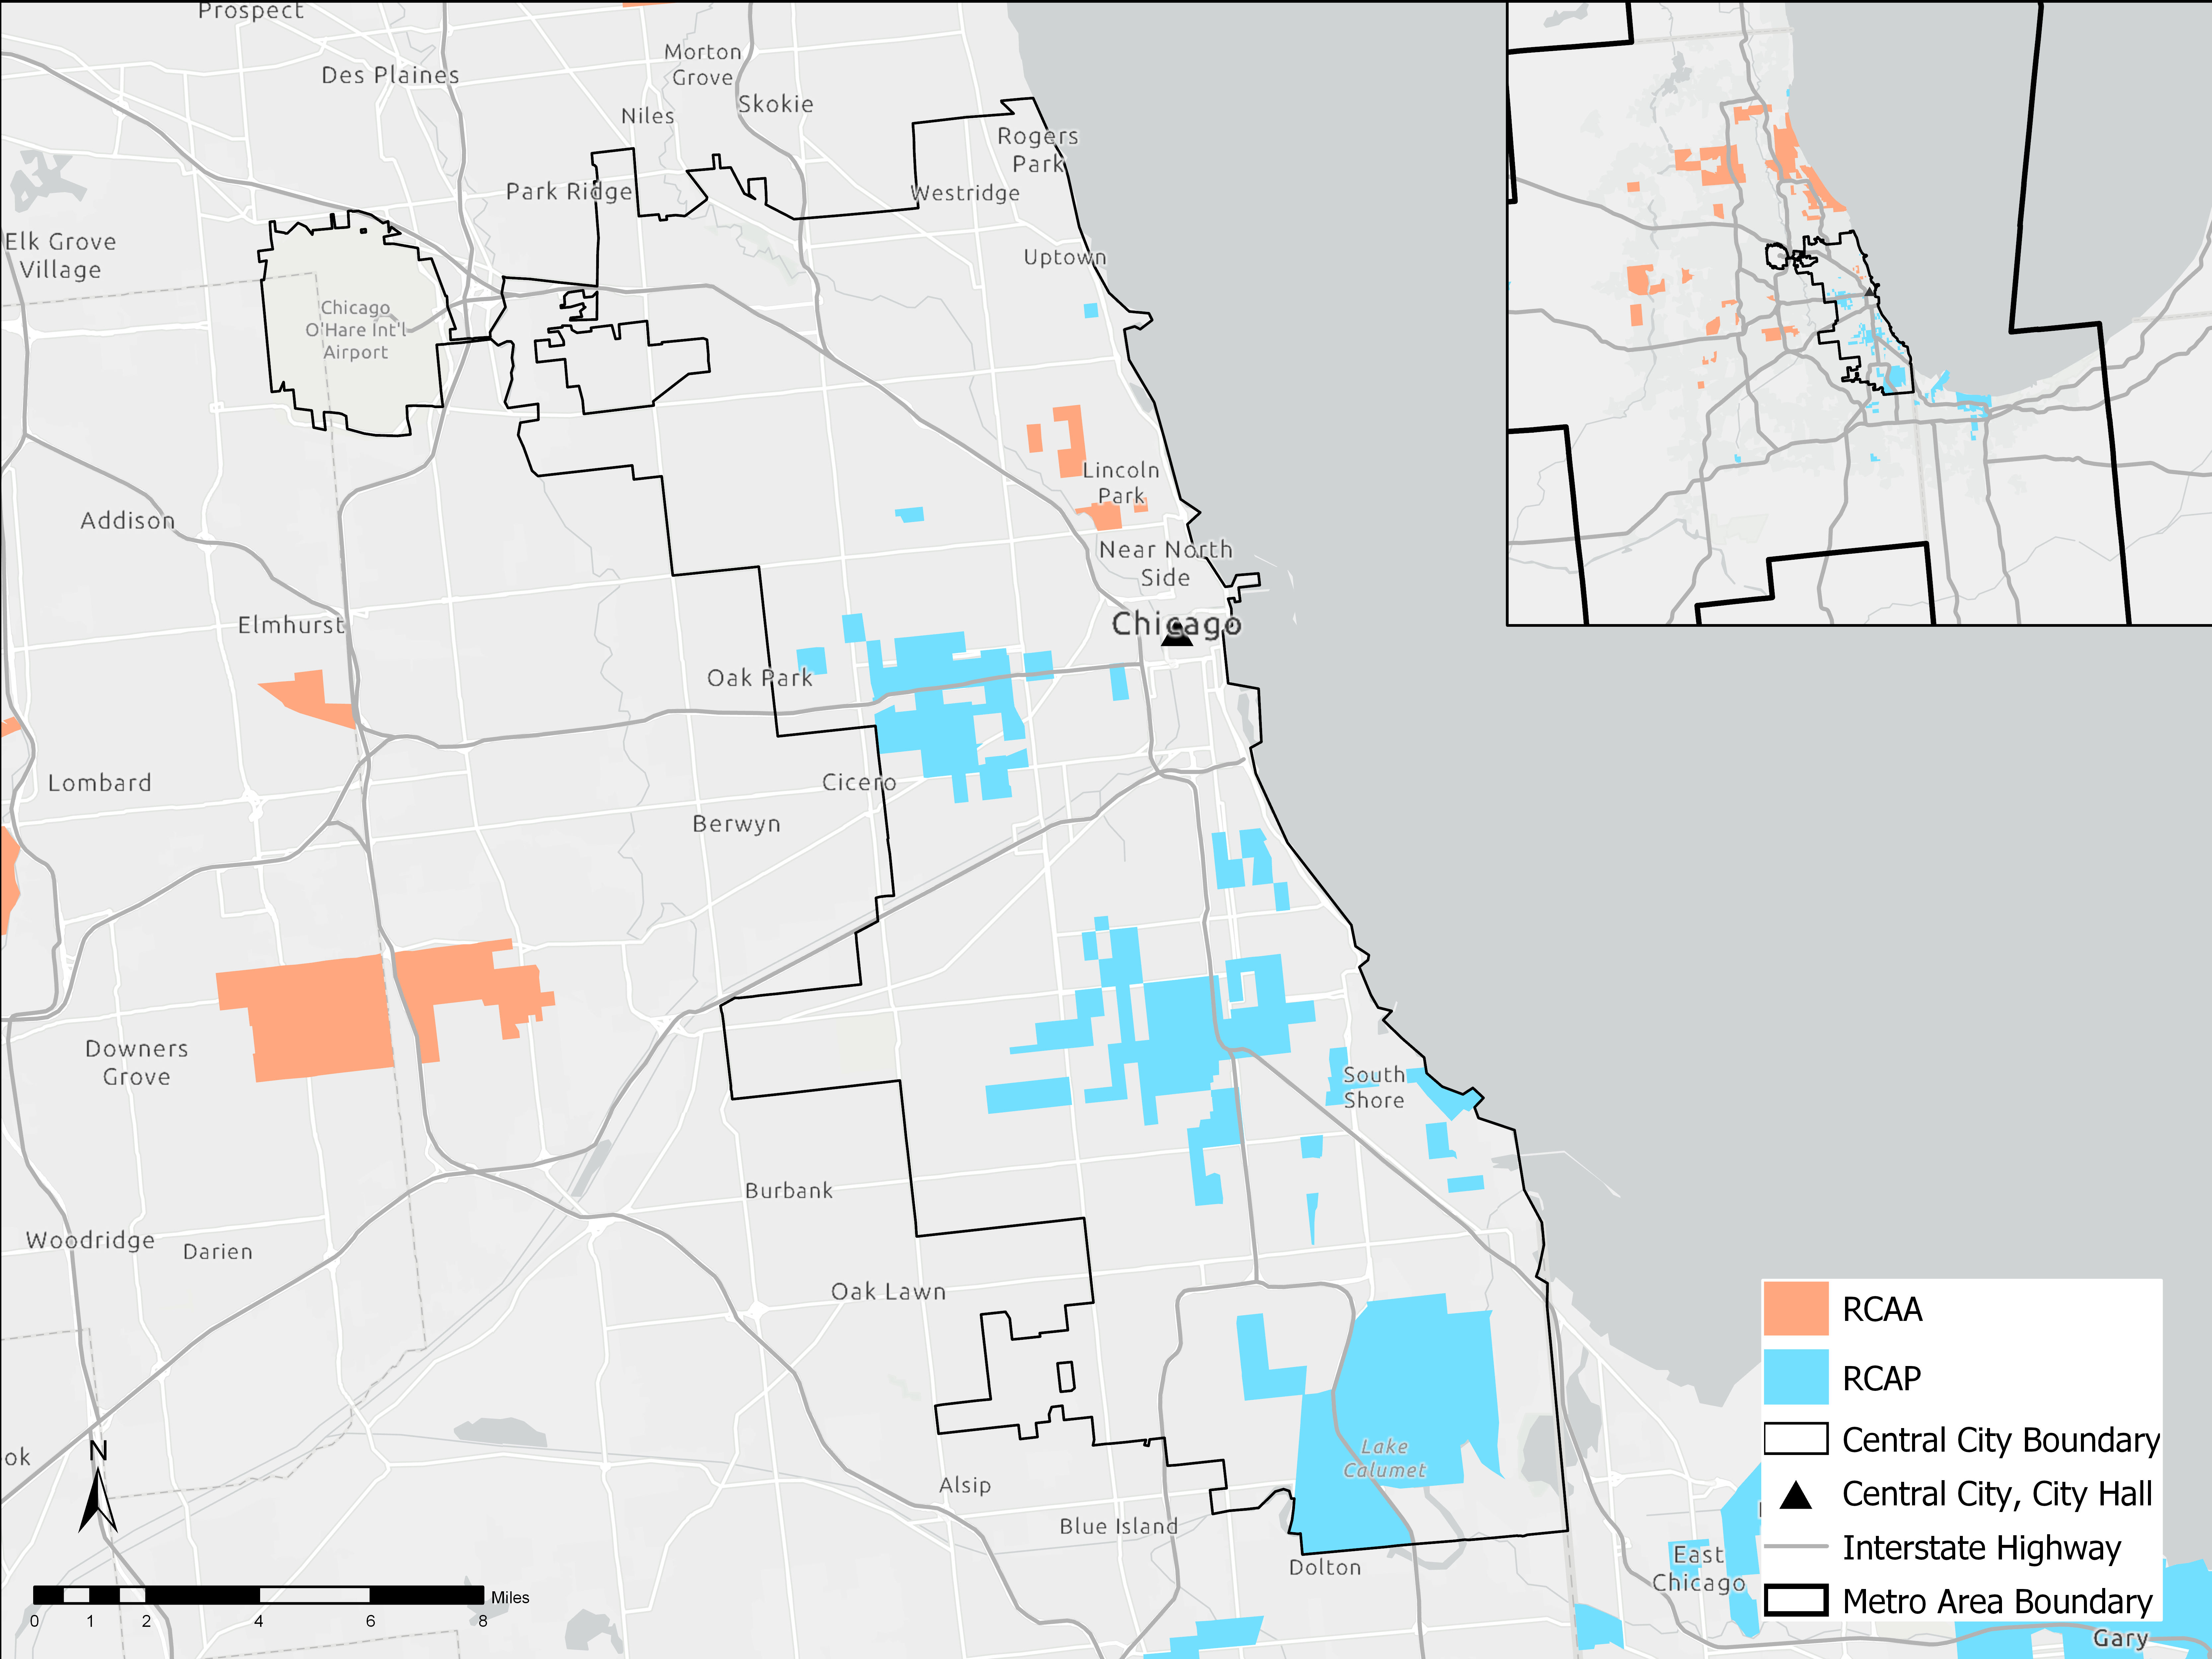 Prospect
Des Plaines
Morton
Grove
Skokie
Niles
Rogers
Park
Park Ridge
Westridge
Elk Grove
Village
Uptown
Chicago
O'Hare Int'l
Airport
Lincoln
Park
Addison
Near North
Side
Elmhurst
Chicago
Oak Park
Lombard
Cicero
Berwyn
Downers
Grove
South
Shore
Burbank
Woodridge
Darien
Oak Lawn
Lake
Calumet
ok
Alsip
Blue Island
Dolton
East
Chicago
Gary
N
0 1 2 4 6 8 Miles
RCAA
RCAP
Central City Boundary
Central City, City Hall
Interstate Highway
Metro Area Boundary